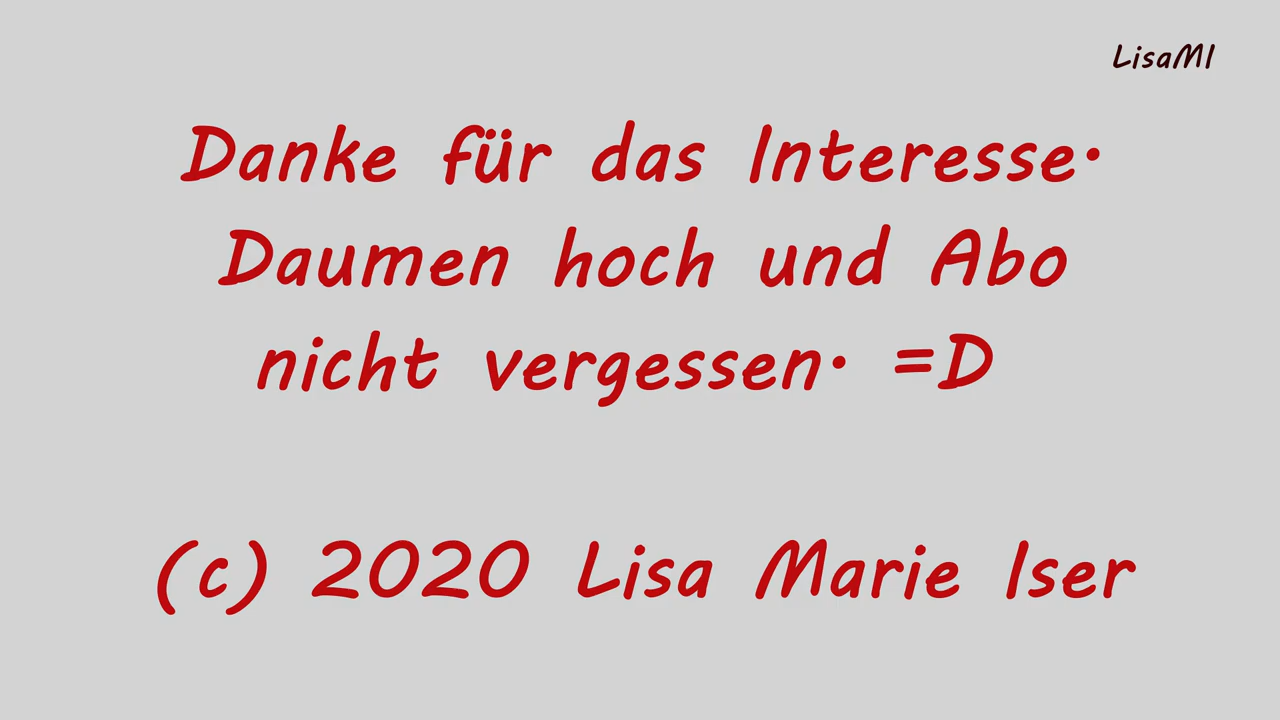 LisaMI
Danke für das Interesse.
Daumen hoch und Abo
nicht vergessen. =D
(c) 2020 Lisa Marie Iser